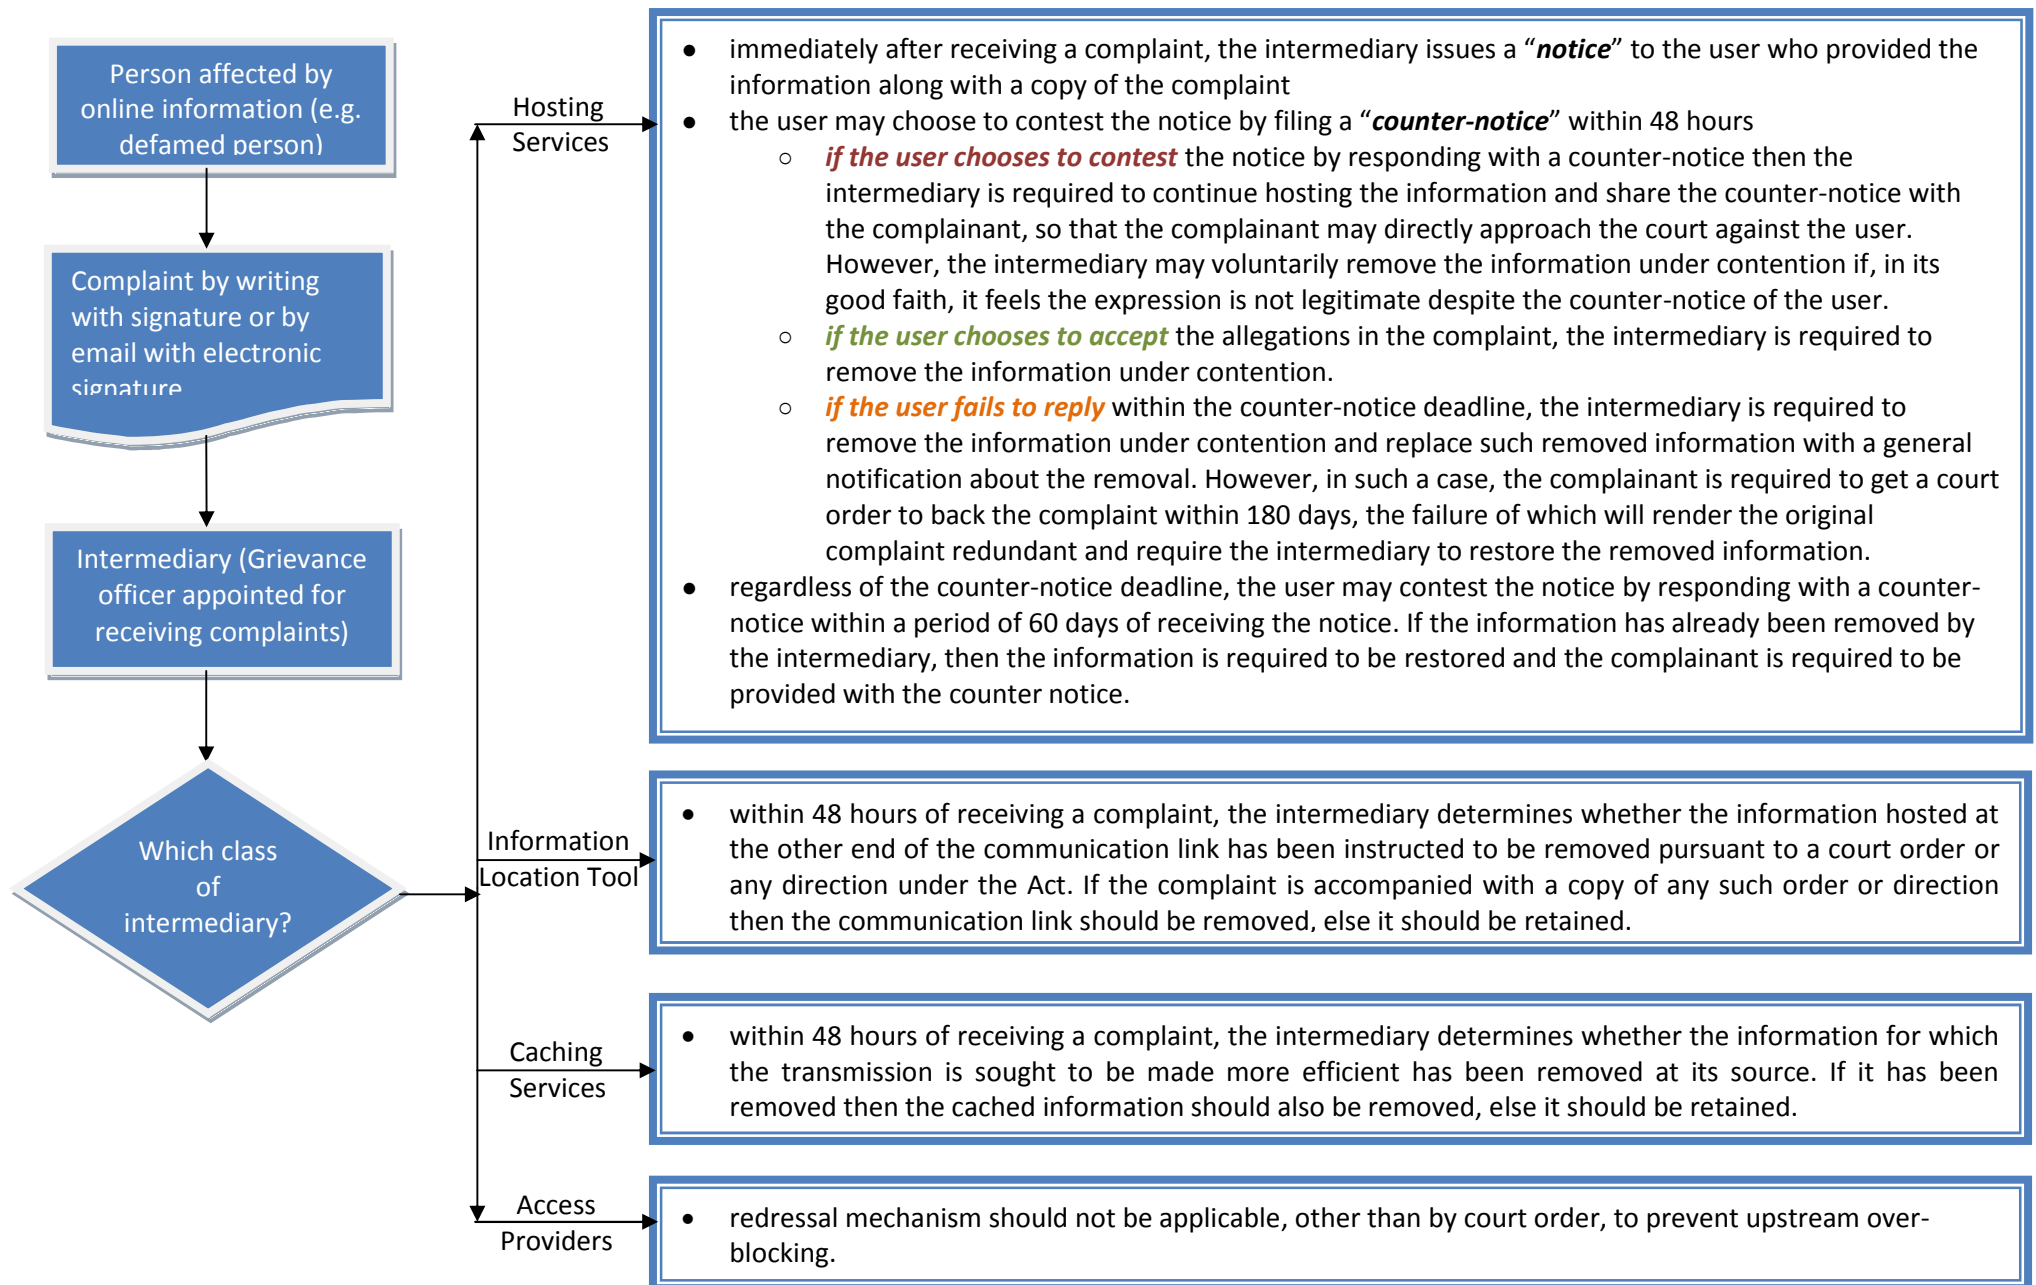 Person affected by
online information (e.g.
defamed person)
Complaint by writing
with signature or by
email with electronic
signature
Intermediary (Grievance
officer appointed for
receiving complaints)
Which class
of
intermediary?
Hosting
Services
● immediately after receiving a complaint, the intermediary issues a “notice” to the user who provided the
information along with a copy of the complaint
● the user may choose to contest the notice by filing a “counter-notice” within 48 hours
○ if the user chooses to contest the notice by responding with a counter-notice then the
intermediary is required to continue hosting the information and share the counter-notice with
the complainant, so that the complainant may directly approach the court against the user.
However, the intermediary may voluntarily remove the information under contention if, in its
good faith, it feels the expression is not legitimate despite the counter-notice of the user.
○ if the user chooses to accept the allegations in the complaint, the intermediary is required to
remove the information under contention.
○ if the user fails to reply within the counter-notice deadline, the intermediary is required to
remove the information under contention and replace such removed information with a general
notification about the removal. However, in such a case, the complainant is required to get a court
order to back the complaint within 180 days, the failure of which will render the original
complaint redundant and require the intermediary to restore the removed information.
● regardless of the counter-notice deadline, the user may contest the notice by responding with a counter-
notice within a period of 60 days of receiving the notice. If the information has already been removed by
the intermediary, then the information is required to be restored and the complainant is required to be
provided with the counter notice.
Information
Location Tool
● within 48 hours of receiving a complaint, the intermediary determines whether the information hosted at
the other end of the communication link has been instructed to be removed pursuant to a court order or
any direction under the Act. If the complaint is accompanied with a copy of any such order or direction
then the communication link should be removed, else it should be retained.
Caching
Services
● within 48 hours of receiving a complaint, the intermediary determines whether the information for which
the transmission is sought to be made more efficient has been removed at its source. If it has been
removed then the cached information should also be removed, else it should be retained.
Access
Providers
● redressal mechanism should not be applicable, other than by court order, to prevent upstream over-
blocking.